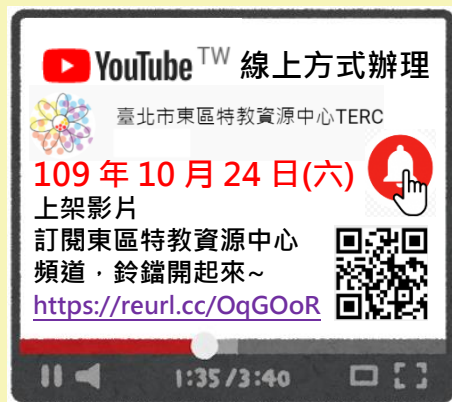 YouTube TW 線上方式辦理
臺北市東區特教資源中心TERC
109 年 10 月 24 日(六)
上架影片
訂閱東區特教資源中心
頻道，鈴鐺開起來~
https://reurl.cc/OqGOoR
1:35/3:40